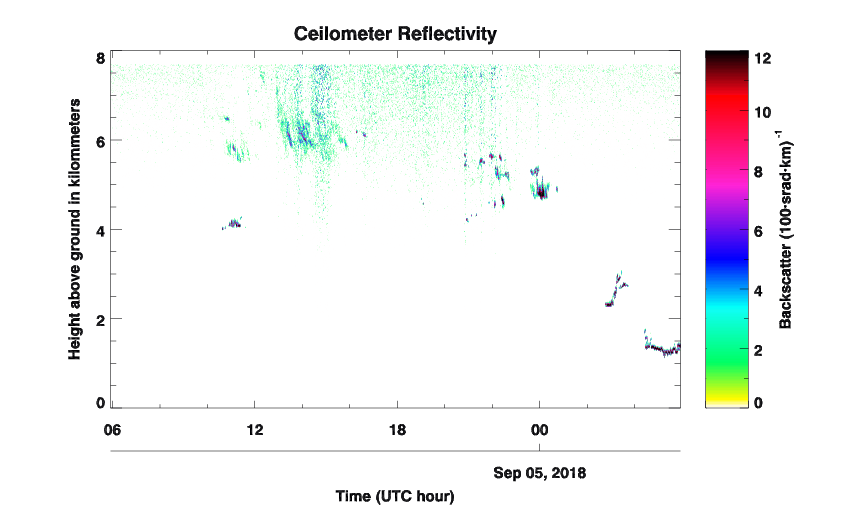 Ceilometer Reflectivity
8
6
4
2
0
Height above ground in kilommeters
06 12 18 00
Sep 05, 2018
Time (UTC hour)
12
10
8
6
4
2
0
Backscatter (100·srad·km)⁻¹